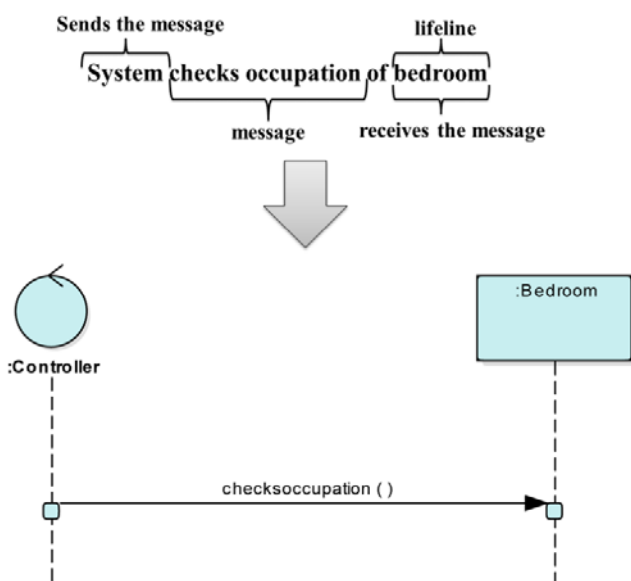 Sends the message
lifeline
System checks occupation of bedroom
message
receives the message
:Bedroom
:Controller
checksoccupation ( )